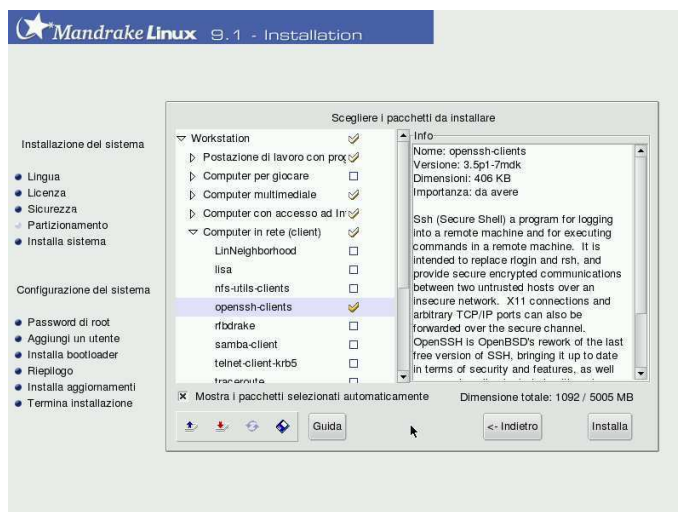 Mandrake Linux 9.1 - Installation
Installazione del sistema
Lingua
Licenza
Sicurezza
Partizionamento
Installa sistema
Configurazione del sistema
Password di root
Aggiungi un utente
Installa bootloader
Riepilogo
Installa aggiornamenti
Termina installazione
Scegliere i pacchetti da installare
Workstation
Postazione di lavoro con
Computer per giocare
Computer multimediale
Computer con accesso ad
Computer in rete (client)
LinNeighborhood
lisa
nfs-utils-clients
openssh-clients
rfbdrake
samba-client
telnet-client-krb5
traceroute
Info
Nome: openssh-clients
Versione: 3.5p1-7mdk
Dimensioni: 406 KB
Importanza: da avere
Ssh (Secure Shell) a program for logging
into a remote machine and for executing
commands in a remote machine. It is
intended to replace rlogin and rsh, and
provide secure encrypted communications
between two untrusted hosts over an
insecure network. X11 connections and
arbitrary TCP/IP ports can also be
forwarded over the secure channel.
OpenSSH is OpenBSD's rework of the last
free version of SSH, bringing it up to date
in terms of security and features, as well
Mostra i pacchetti selezionati automaticamente
Dimensione totale: 1092 / 5005 MB
Guida
<- Indietro
Installa